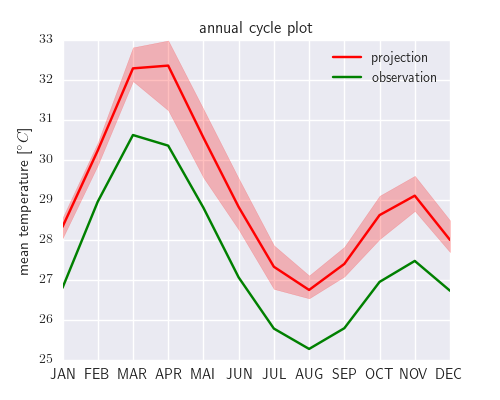 annual cycle plot
projection
observation
mean temperature [°C]
33
32
31
30
29
28
27
26
25
JAN FEB MAR APR MAI JUN JUL AUG SEP OCT NOV DEC